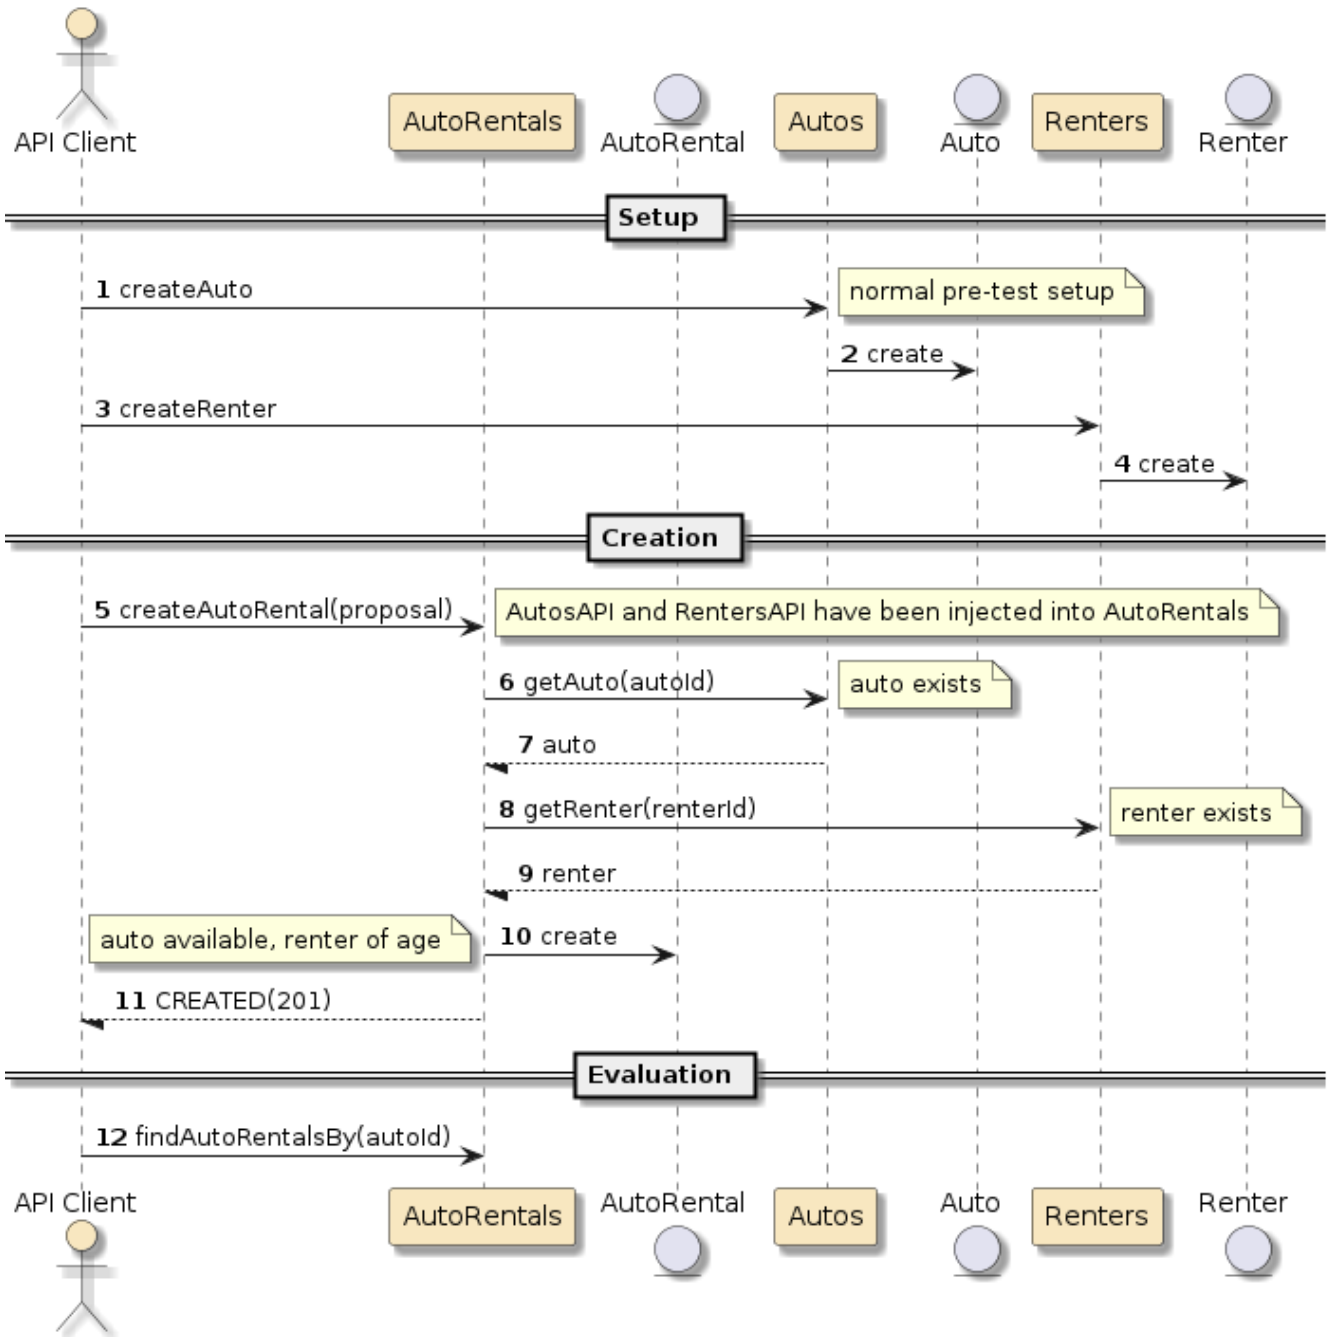 API Client
AutoRentals
AutoRental
Autos
Auto
Renters
Renter
Setup
1 createAuto
normal pre-test setup
2 create
3 createRenter
4 create
Creation
5 createAutoRental(proposal)
AutosAPI and RentersAPI have been injected into AutoRentals
6 getAuto(autoId)
auto exists
7 auto
8 getRenter(renterId)
renter exists
9 renter
auto available, renter of age
10 create
11 CREATED(201)
Evaluation
12 findAutoRentalsBy(autoId)
API Client
AutoRentals
AutoRental
Autos
Auto
Renters
Renter